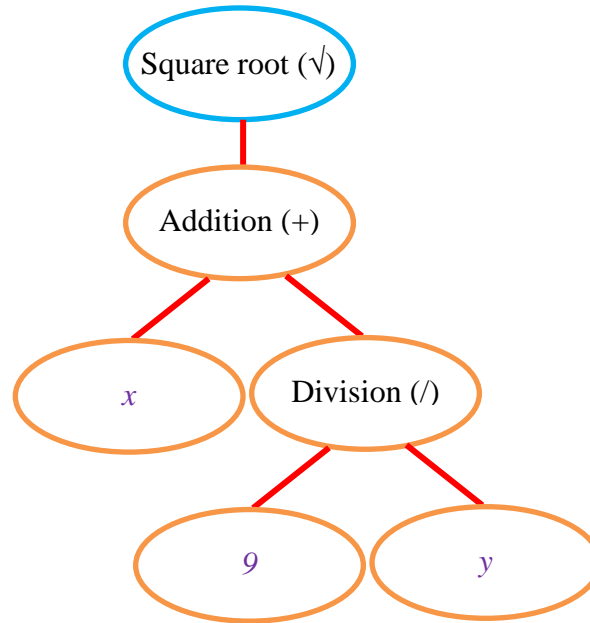 Square root (√)
Addition (+)
x
Division (/)
9
y